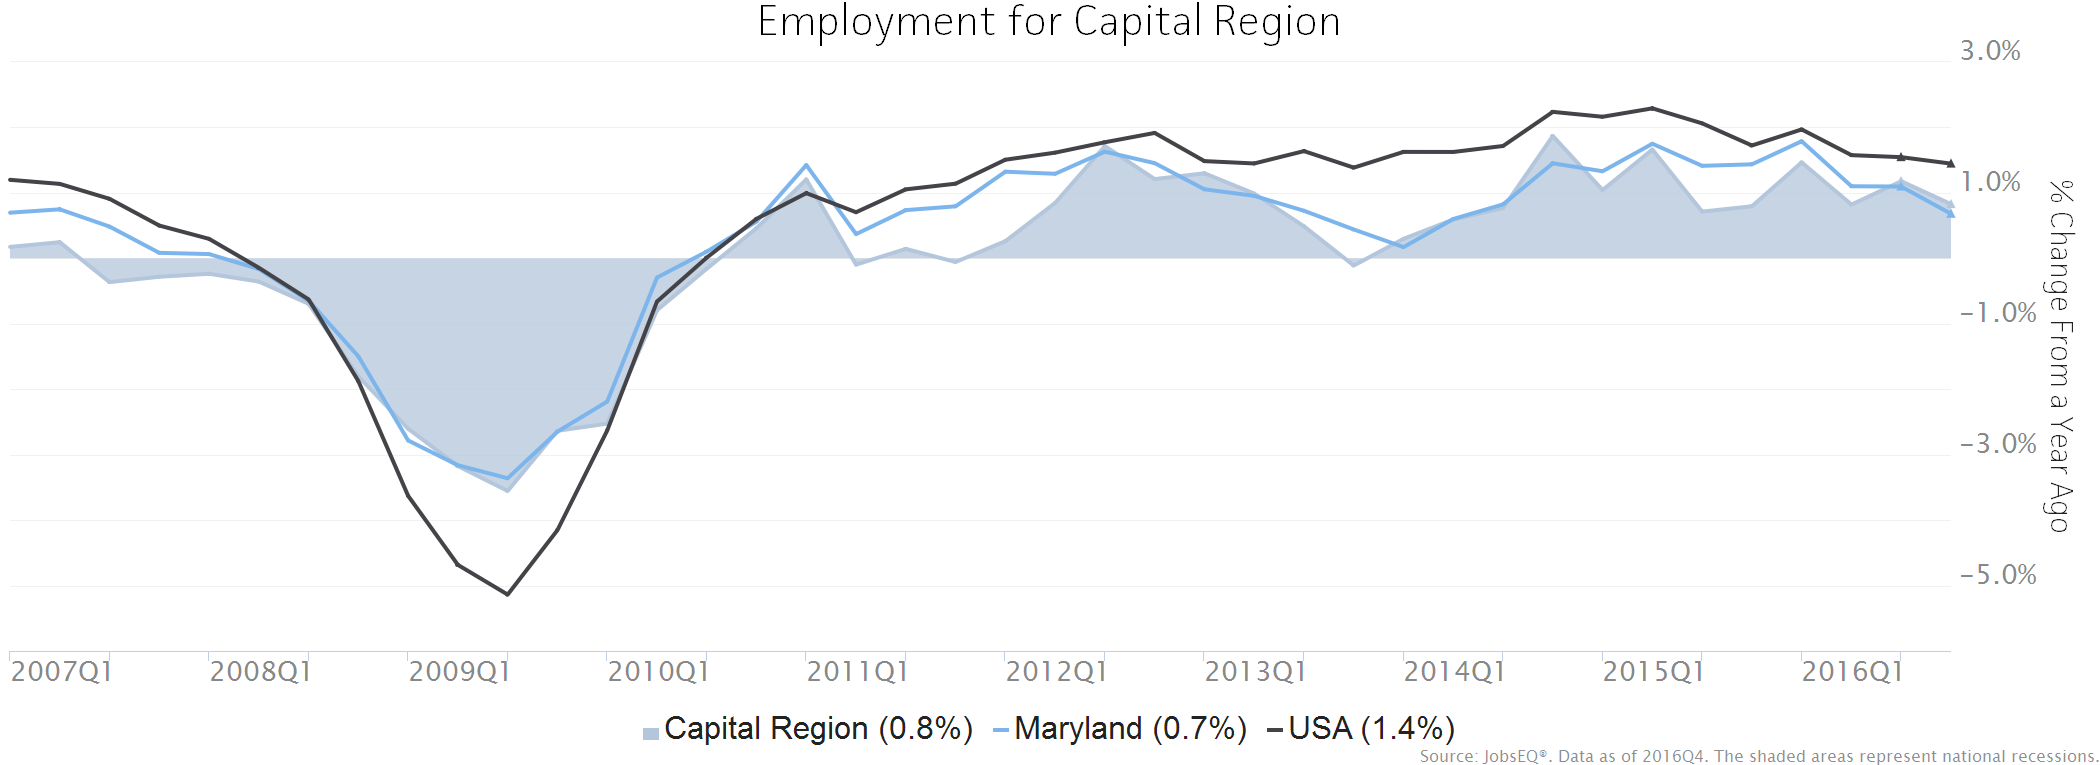 Employment for Capital Region
3.0%
1.0%
-1.0%
-3.0%
-5.0%
% Change From a Year Ago
2007Q1 2008Q1 2009Q1 2010Q1 2011Q1 2012Q1 2013Q1 2014Q1 2015Q1 2016Q1
Capital Region (0.8%) Maryland (0.7%) USA (1.4%)
Source: JobsEQ®. Data as of 2016Q4. The shaded areas represent national recessions.